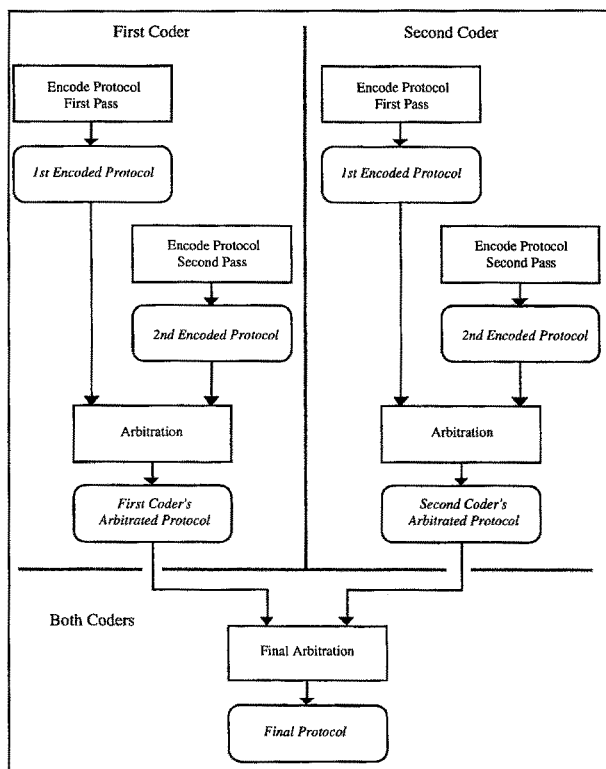 First Coder
Encode Protocol
First Pass
1st Encoded Protocol
Encode Protocol
Second Pass
2nd Encoded Protocol
Arbitration
First Coder's
Arbitrated Protocol
Second Coder
Encode Protocol
First Pass
1st Encoded Protocol
Encode Protocol
Second Pass
2nd Encoded Protocol
Arbitration
Second Coder's
Arbitrated Protocol
Both Coders
Final Arbitration
Final Protocol